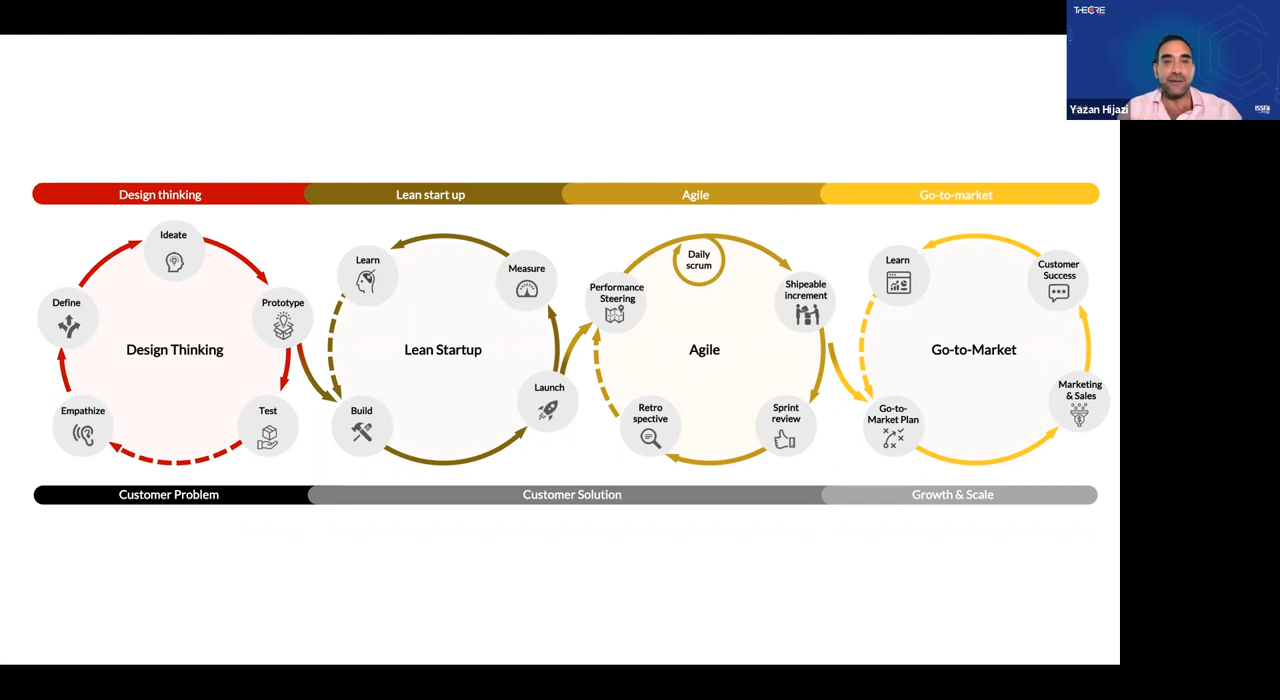 THECORE
Yazan Hijazi
ISSFA
Design thinking
Lean start up
Agile
Go-to-market
Ideate
Define
Prototype
Design Thinking
Empathize
Test
Learn
Measure
Lean Startup
Launch
Build
Daily
scrum
Performance
Steering
Shipeable
increment
Agile
Retro
spective
Sprint
review
Learn
Customer
Success
Go-to-Market
Marketing
& Sales
Go-to-
Market Plan
Customer Problem
Customer Solution
Growth & Scale